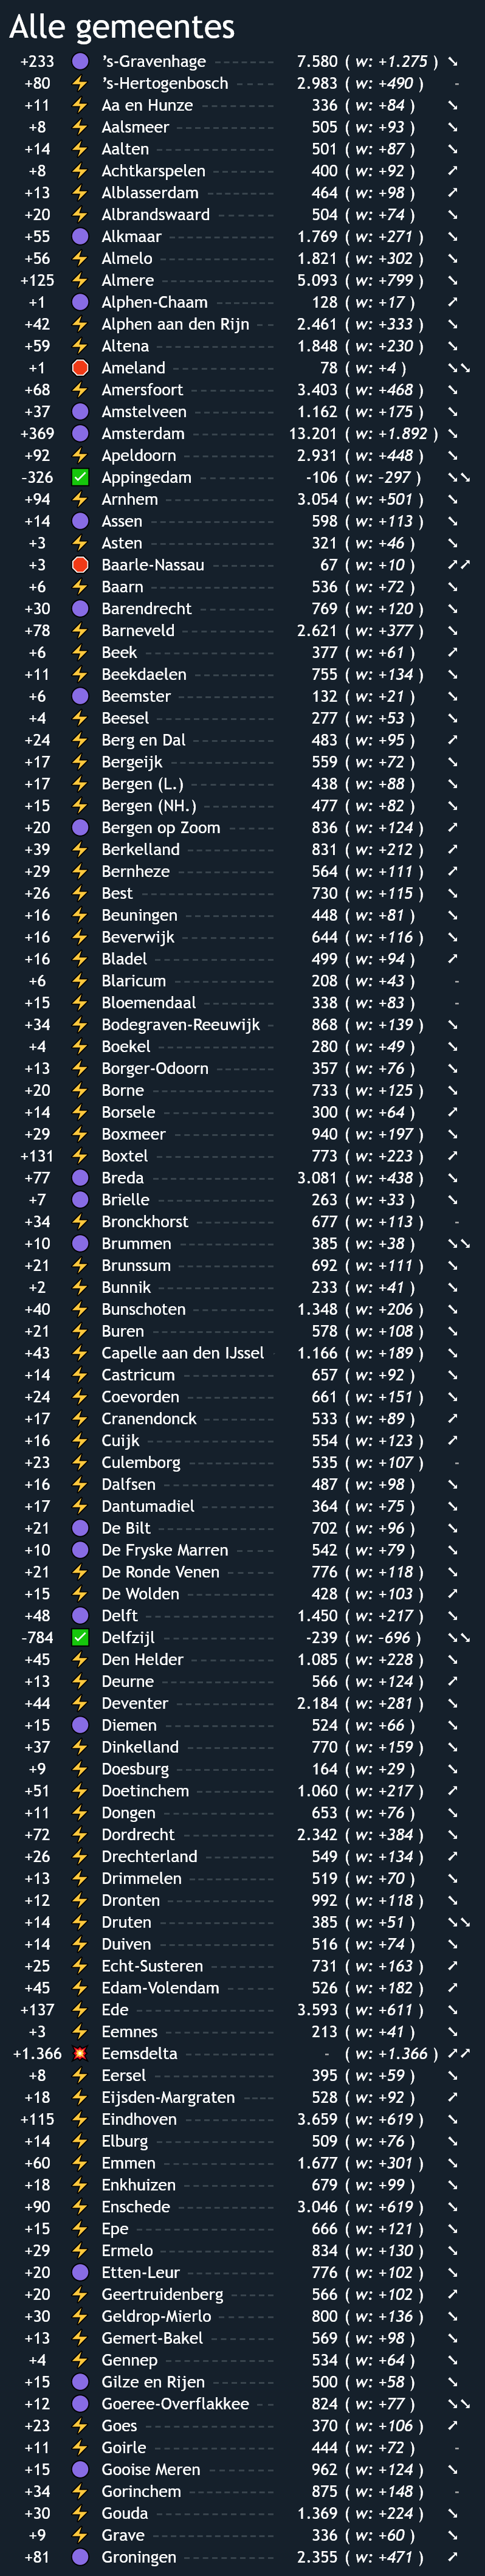 Alle gemeentes
+233 's-Gravenhage 7.580 ( w: +1.275 )
+80 's-Hertogenbosch 2.983 ( w: +490 ) -
+11 Aa en Hunze 336 ( w: +84 )
+8 Aalsmeer 505 ( w: +93 )
+14 Aalten 501 ( w: +87 )
+8 Achtkarspelen 400 ( w: +92 )
+13 Alblasserdam 464 ( w: +98 )
+20 Albrandswaard 504 ( w: +74 )
+55 Alkmaar 1.769 ( w: +271 )
+56 Almelo 1.821 ( w: +302 )
+125 Almere 5.093 ( w: +799 )
+1 Alphen-Chaam 128 ( w: +17 )
+42 Alphen aan den Rijn 2.461 ( w: +333 )
+59 Altena 1.848 ( w: +230 )
+1 Ameland 78 ( w: +4 )
+68 Amersfoort 3.403 ( w: +468 )
+37 Amstelveen 1.162 ( w: +175 )
+369 Amsterdam 13.201 ( w: +1.892 )
+92 Apeldoorn 2.931 ( w: +448 )
-326 Appingedam -106 ( w: -297 )
+94 Arnhem 3.054 ( w: +501 )
+14 Assen 598 ( w: +113 )
+3 Asten 321 ( w: +46 )
+3 Baarle-Nassau 67 ( w: +10 )
+6 Baarn 536 ( w: +72 )
+30 Barendrecht 769 ( w: +120 )
+78 Barneveld 2.621 ( w: +377 )
+6 Beek 377 ( w: +61 )
+11 Beekdaelen 755 ( w: +134 )
+6 Beemster 132 ( w: +21 )
+4 Beesel 277 ( w: +53 )
+24 Berg en Dal 483 ( w: +95 )
+17 Bergeijk 559 ( w: +72 )
+17 Bergen (L.) 438 ( w: +88 )
+15 Bergen (NH.) 477 ( w: +82 )
+20 Bergen op Zoom 836 ( w: +124 )
+39 Berkelland 831 ( w: +212 )
+29 Bernheze 564 ( w: +111 )
+26 Best 730 ( w: +115 )
+16 Beuningen 448 ( w: +81 )
+16 Beverwijk 644 ( w: +116 )
+16 Bladel 499 ( w: +94 )
+6 Blaricum 208 ( w: +43 ) -
+15 Bloemendaal 338 ( w: +83 ) -
+34 Bodegraven-Reeuwijk 868 ( w: +139 )
+4 Boekel 280 ( w: +49 )
+13 Borger-Odoorn 357 ( w: +76 )
+20 Borne 733 ( w: +125 )
+14 Borsele 300 ( w: +64 )
+29 Boxmeer 940 ( w: +197 )
+131 Boxtel 773 ( w: +223 )
+77 Breda 3.081 ( w: +438 )
+7 Brielle 263 ( w: +33 )
+34 Bronckhorst 677 ( w: +113 ) -
+10 Brummen 385 ( w: +38 )
+21 Brunssum 692 ( w: +111 )
+2 Bunnik 233 ( w: +41 )
+40 Bunschoten 1.348 ( w: +206 )
+21 Buren 578 ( w: +108 )
+43 Capelle aan den IJssel 1.166 ( w: +189 )
+14 Castricum 657 ( w: +92 )
+24 Coevorden 661 ( w: +151 )
+17 Cranendonck 533 ( w: +89 )
+16 Cuijk 554 ( w: +123 )
+23 Culemborg 535 ( w: +107 ) -
+16 Dalfsen 487 ( w: +98 )
+17 Dantumadiel 364 ( w: +75 )
+21 De Bilt 702 ( w: +96 )
+10 De Fryske Marren 542 ( w: +79 )
+21 De Ronde Venen 776 ( w: +118 )
+15 De Wolden 428 ( w: +103 )
+48 Delft 1.450 ( w: +217 )
-784 Delfzijl -239 ( w: -696 )
+45 Den Helder 1.085 ( w: +228 )
+13 Deurne 566 ( w: +124 )
+44 Deventer 2.184 ( w: +281 )
+15 Diemen 524 ( w: +66 )
+37 Dinkelland 770 ( w: +159 )
+9 Doesburg 164 ( w: +29 )
+51 Doetinchem 1.060 ( w: +217 )
+11 Dongen 653 ( w: +76 )
+72 Dordrecht 2.342 ( w: +384 )
+26 Drechterland 549 ( w: +134 )
+13 Drimmelen 519 ( w: +70 )
+12 Dronten 992 ( w: +118 )
+14 Druten 385 ( w: +51 )
+14 Duiven 516 ( w: +74 )
+25 Echt-Susteren 731 ( w: +163 )
+45 Edam-Volendam 526 ( w: +182 )
+137 Ede 3.593 ( w: +611 )
+3 Eemnes 213 ( w: +41 )
+1.366 Eemsdelta - ( w: +1.366 )
+8 Eersel 395 ( w: +59 )
+18 Eijsden-Margraten 528 ( w: +92 )
+115 Eindhoven 3.659 ( w: +619 )
+14 Elburg 509 ( w: +76 )
+60 Emmen 1.677 ( w: +301 )
+18 Enkhuizen 679 ( w: +99 )
+90 Enschede 3.046 ( w: +619 )
+15 Epe 666 ( w: +121 )
+29 Ermelo 834 ( w: +130 )
+20 Etten-Leur 776 ( w: +102 )
+20 Geertruidenberg 566 ( w: +102 )
+30 Geldrop-Mierlo 800 ( w: +136 )
+13 Gemert-Bakel 569 ( w: +98 )
+4 Gennep 534 ( w: +64 )
+15 Gilze en Rijen 500 ( w: +58 )
+12 Goeree-Overflakkee 824 ( w: +77 )
+23 Goes 370 ( w: +106 )
+11 Goirle 444 ( w: +72 ) -
+15 Gooise Meren 962 ( w: +124 )
+34 Gorinchem 875 ( w: +148 ) -
+30 Gouda 1.369 ( w: +224 )
+9 Grave 336 ( w: +60 )
+81 Groningen 2.355 ( w: +471 )